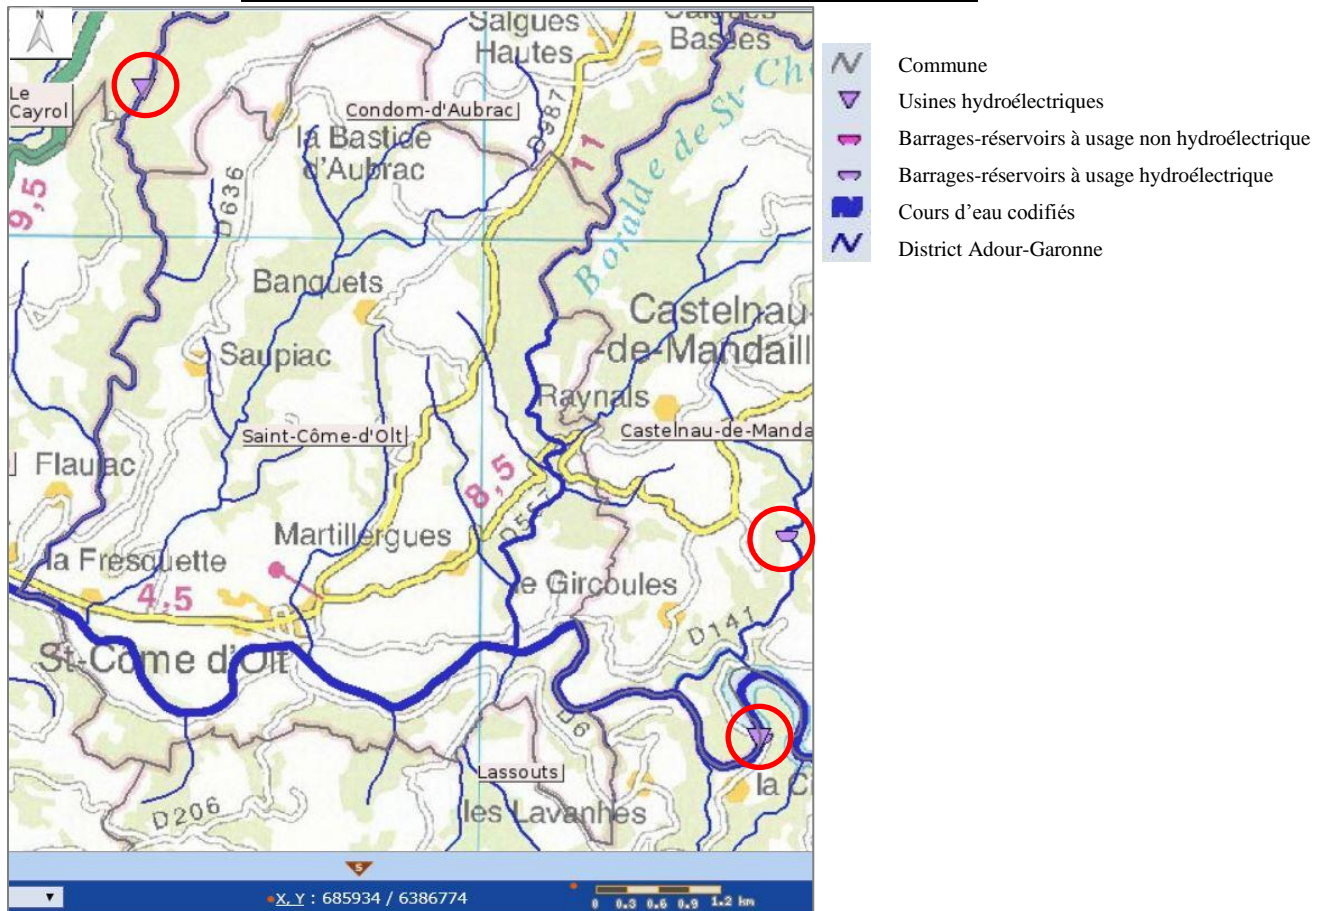 N
Salgues
Hautes
Salgues
Basses
Le
Cayrol
Condom-d'Aubrac
la Bastide
d'Aubrac
D987
11
Boralde de St-Ch
9,5
D636
Banquets
Castelnau-
-de-Mandaill
Saupiac
Raynals
Saint-Côme-d'Olt
Castelnau-de-Manda
Flaujac
8,5
Martillergues
la Fresquette
4,5
le Gircoules
D141
St-Côme d'Olt
D6
Lassouts
la C
D206
les Lavanhes
S
X, Y : 685934 / 6386774
0 0.3 0.6 0.9 1.2 km
Commune
Usines hydroélectriques
Barrages-réservoirs à usage non hydroélectrique
Barrages-réservoirs à usage hydroélectrique
Cours d’eau codifiés
District Adour-Garonne